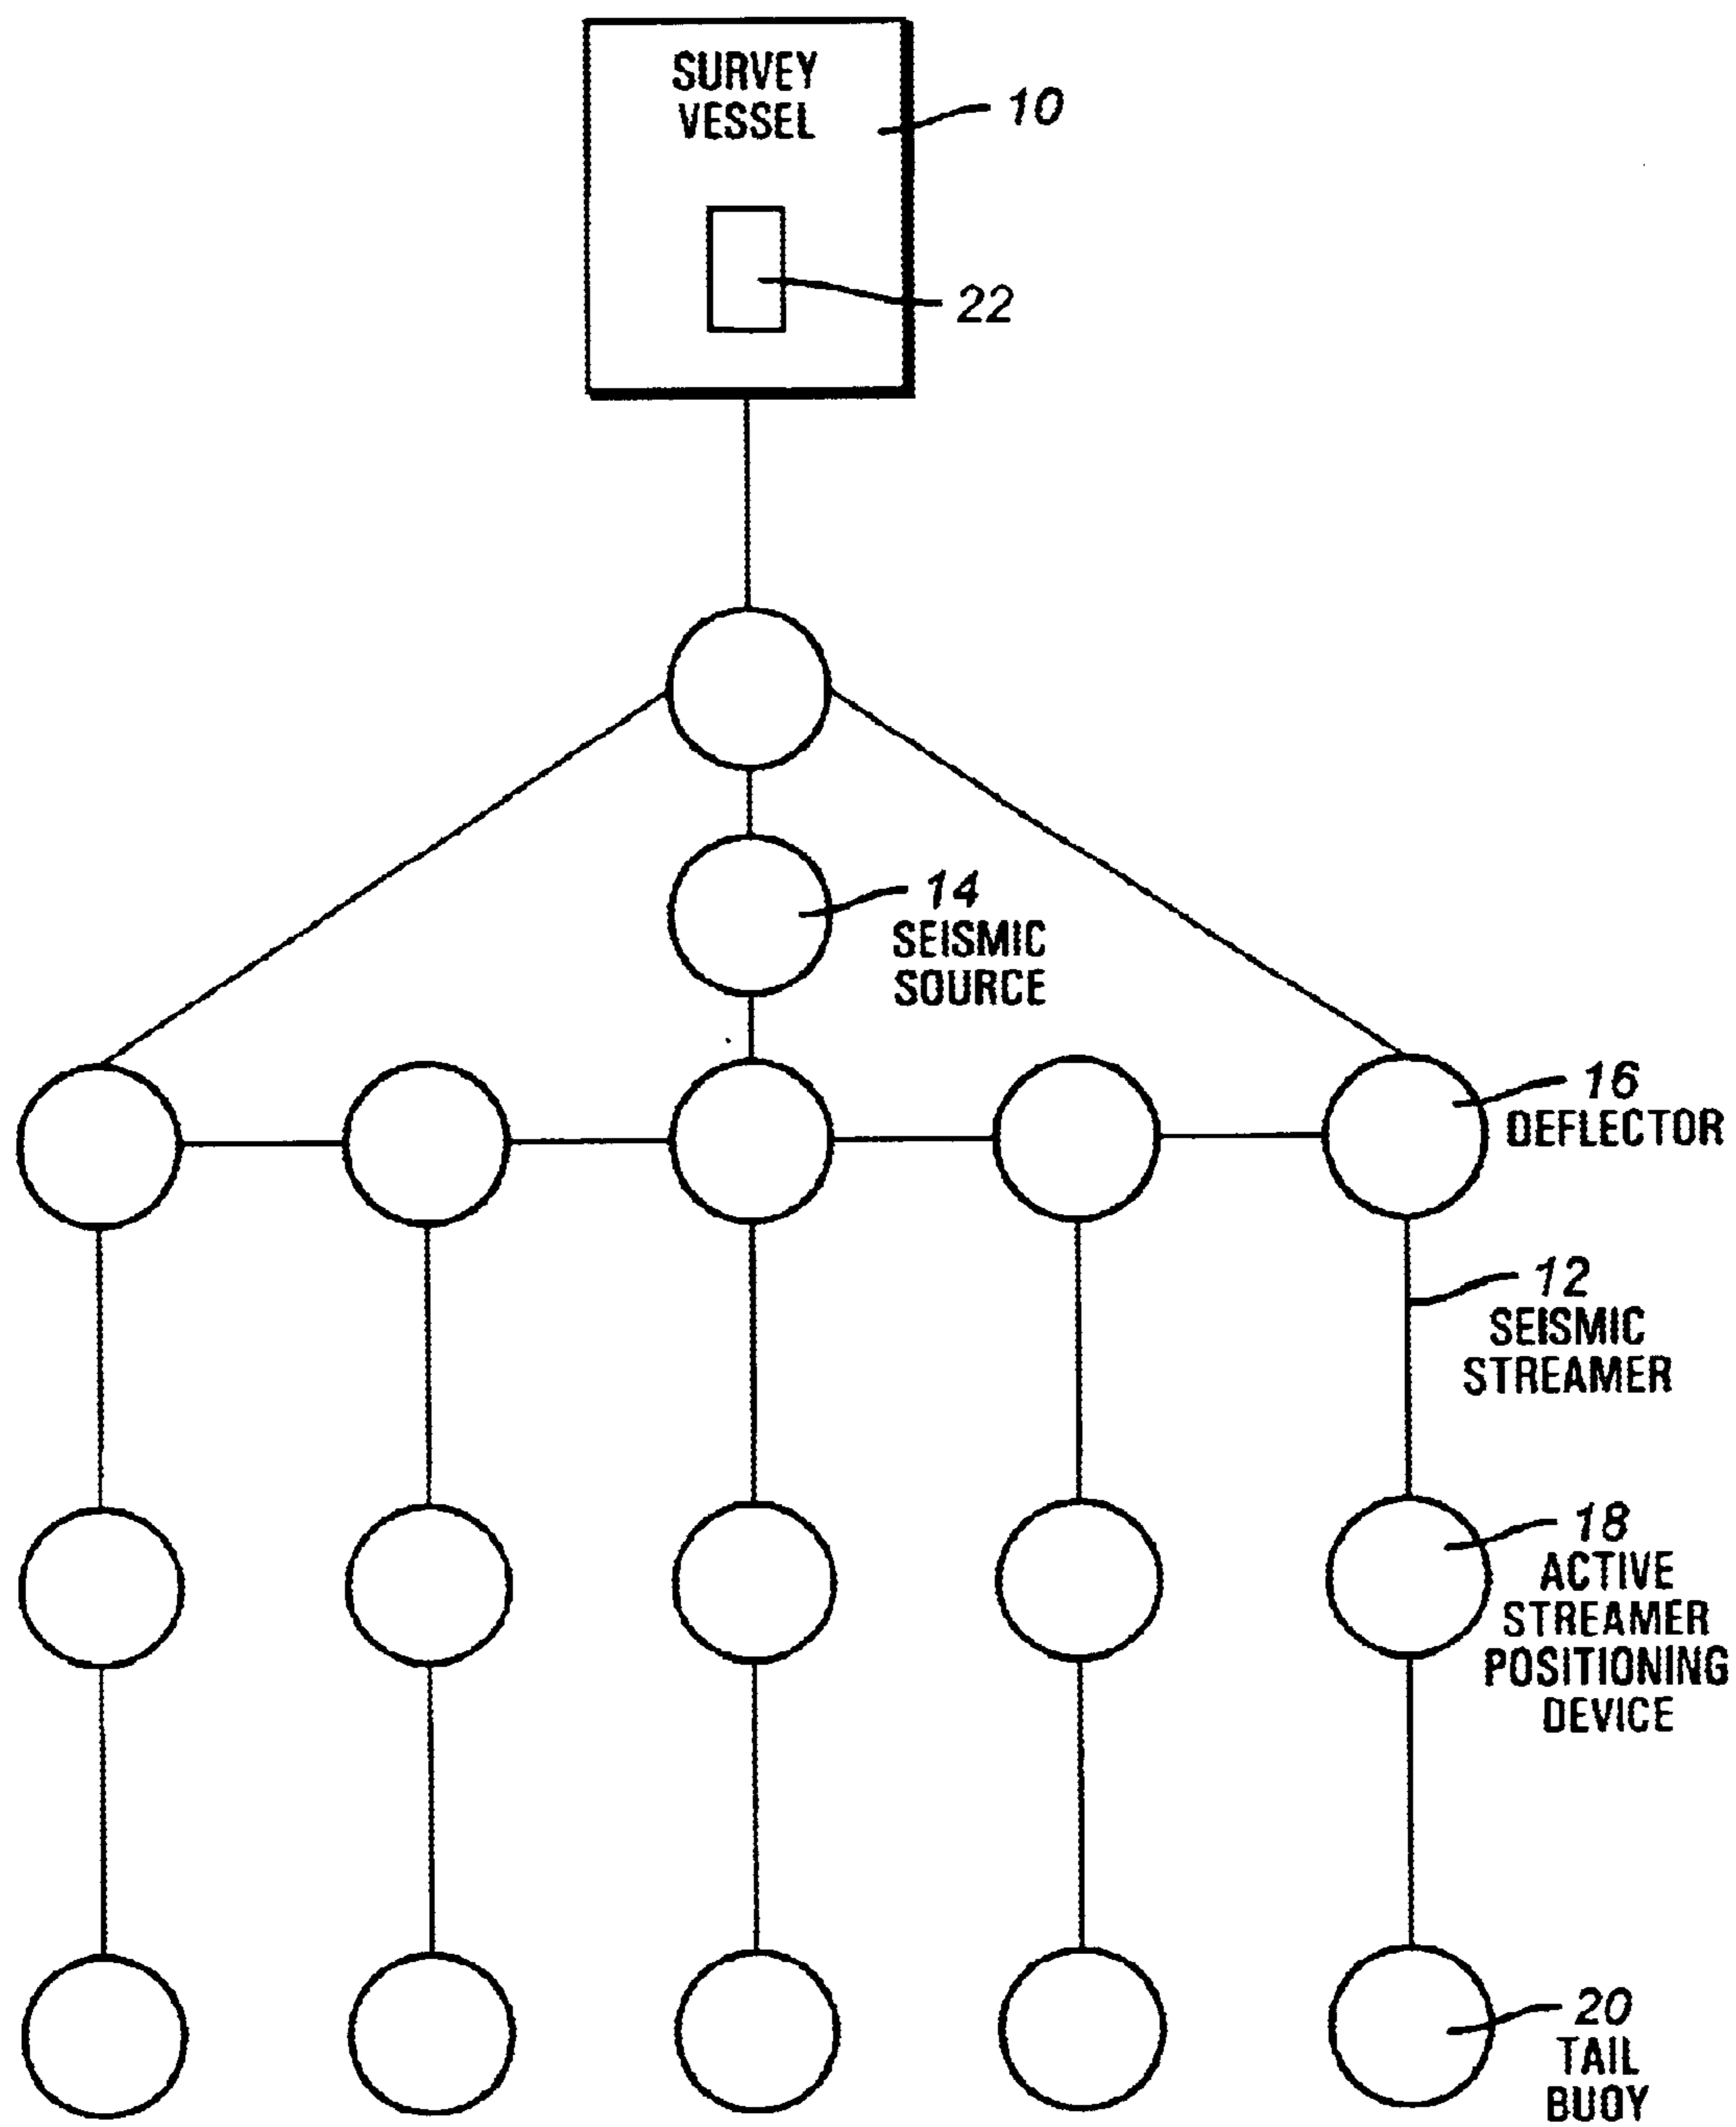 SURVEY
VESSEL
10
22
14
SEISMIC
SOURCE
16
DEFLECTOR
12
SEISMIC
STREAMER
18
ACTIVE
STREAMER
POSITIONING
DEVICE
20
TAIL
BUOY